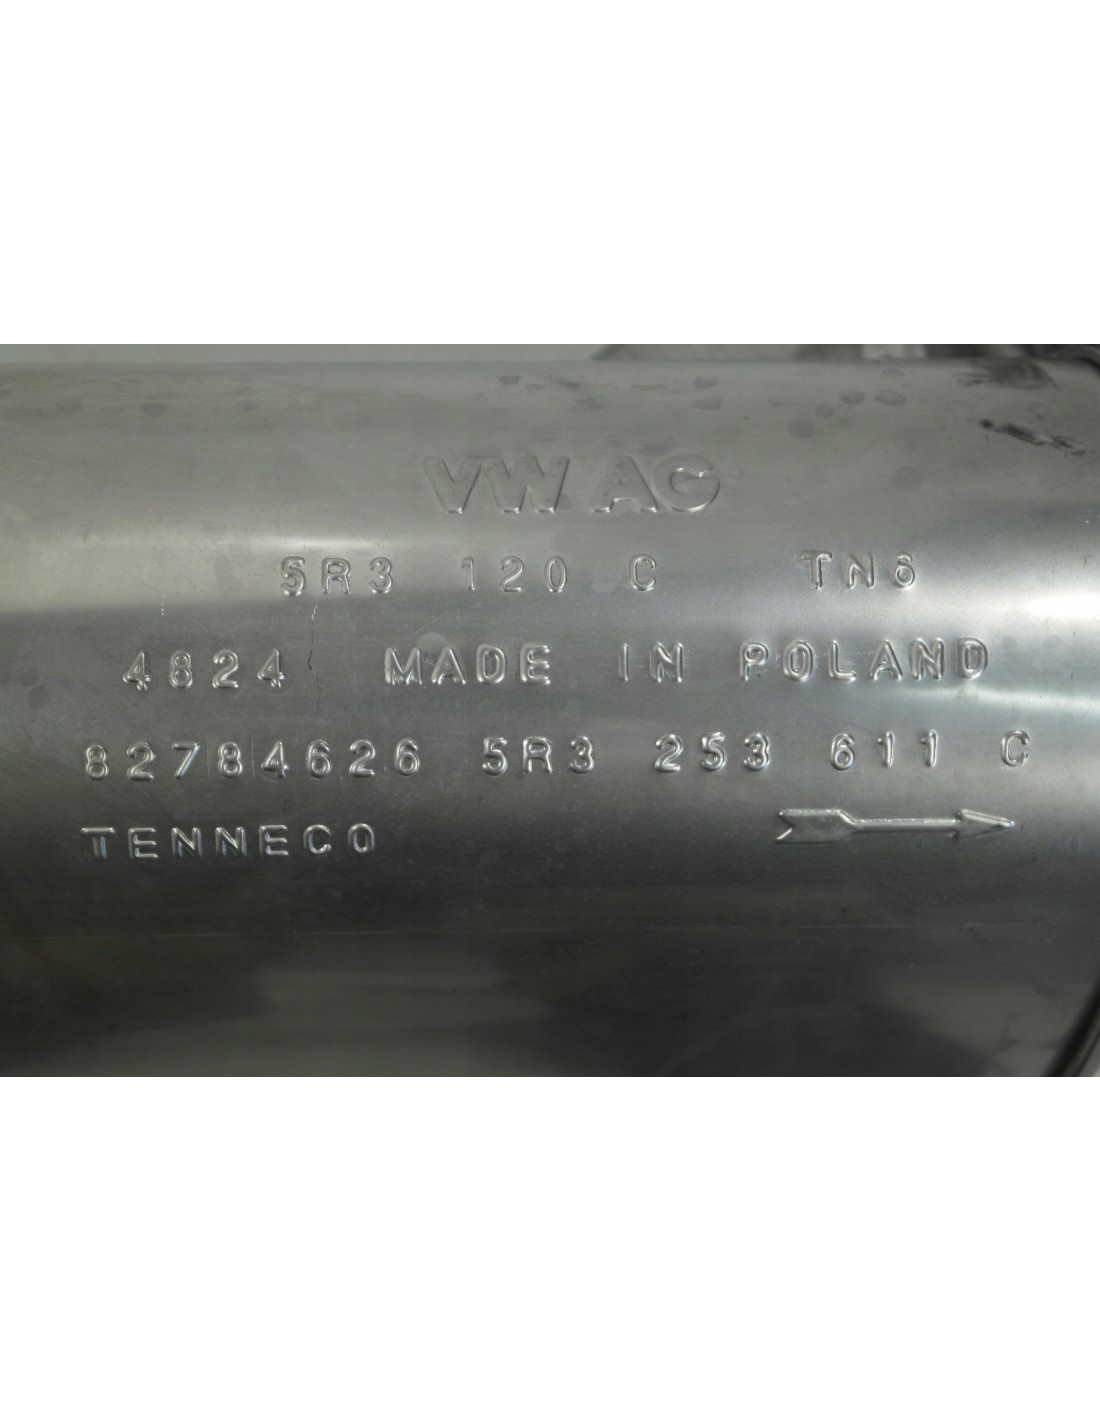 VW AG
5R3 120 C TN6
4824 MADE IN POLAND
82784626 5R3 253 611 C
TENNECO